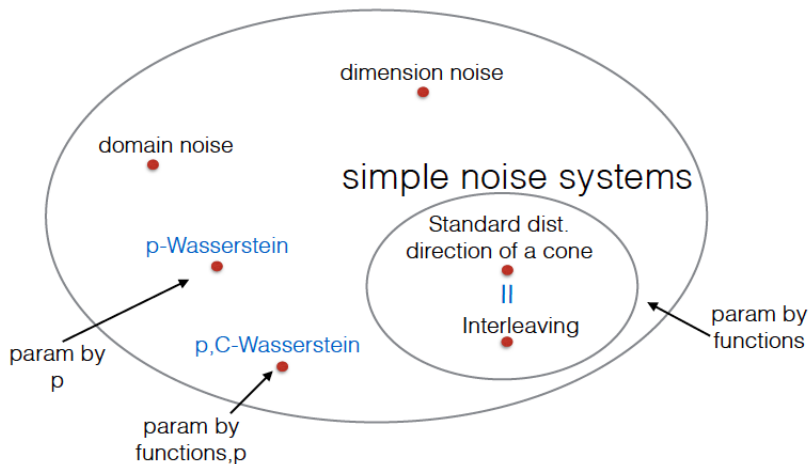 dimension noise
domain noise
simple noise systems
Standard dist.
direction of a cone
p-Wasserstein
||
Interleaving
param by
functions
p,C-Wasserstein
param by
p
param by
functions,p